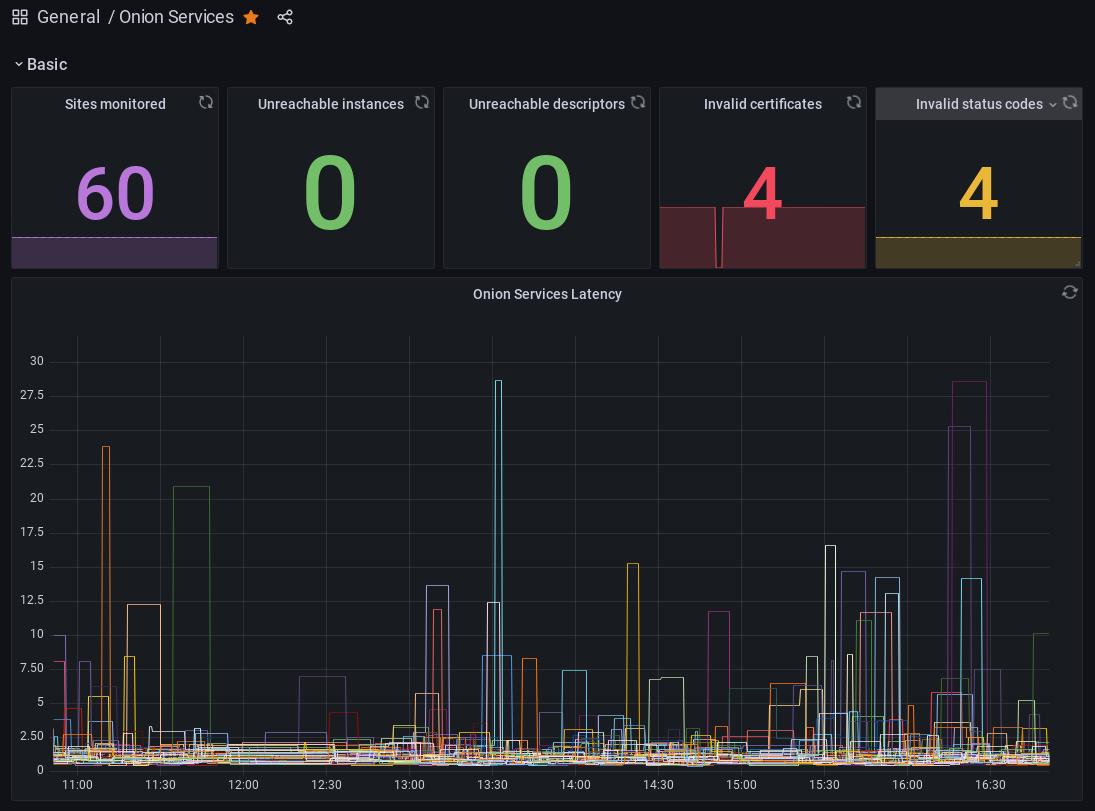 General / Onion Services
Basic
Sites monitored
60
Unreachable instances
0
Unreachable descriptors
0
Invalid certificates
4
Invalid status codes
4
Onion Services Latency
30
27.5
25
22.5
20
17.5
15
12.5
10
7.50
5
2.50
0
11:00 11:30 12:00 12:30 13:00 13:30 14:00 14:30 15:00 15:30 16:00 16:30